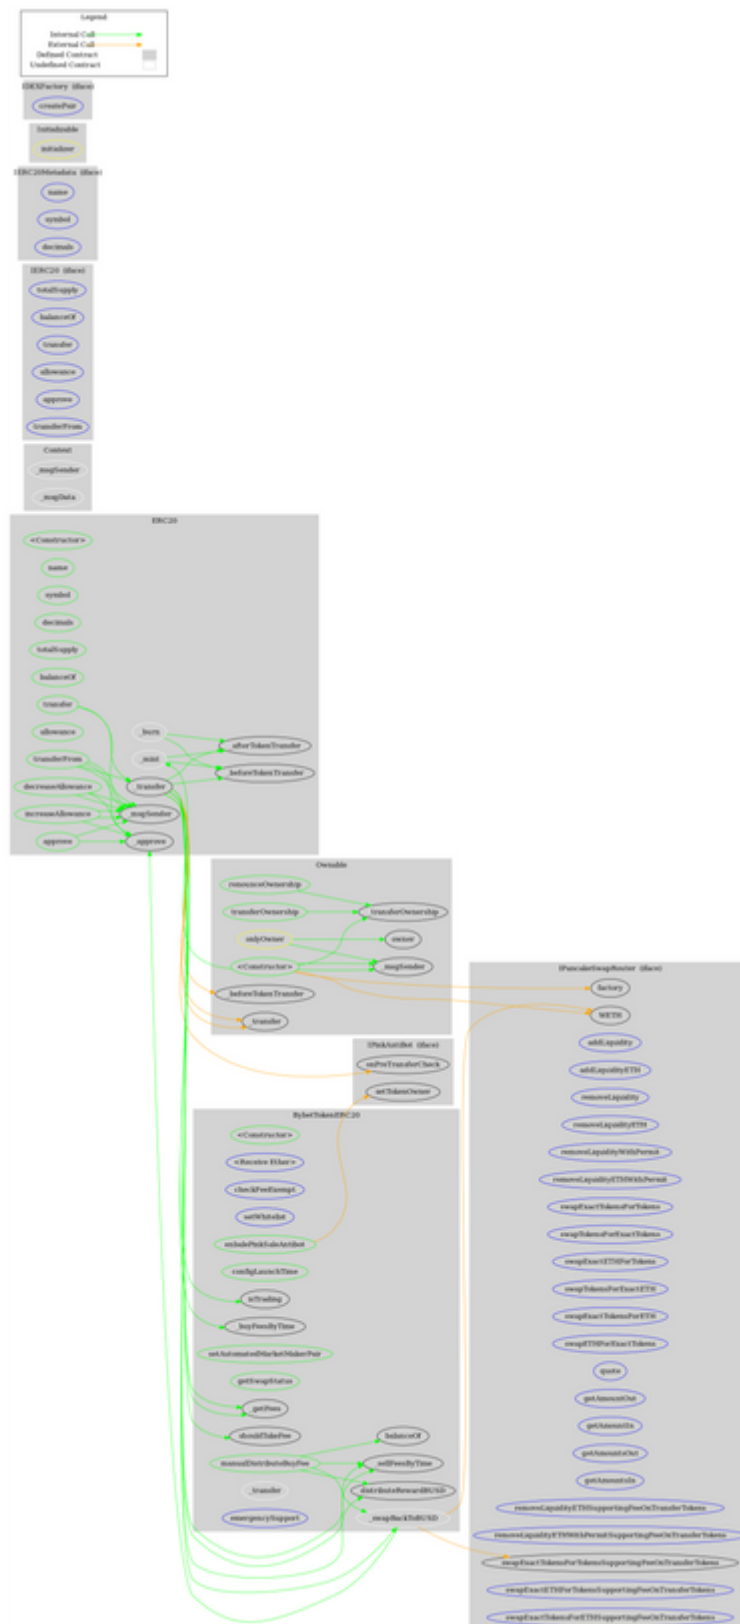 Legend
Internal Call
External Call
Defined Contract
Undefined Contract
IDEXFactory (iface)
createPair
Initializable
initializer
IERC20Metadata (iface)
name
symbol
decimals
IERC20 (iface)
totalSupply
balanceOf
transfer
allowance
approve
transferFrom
Context
_msgSender
_msgData
ERC20
<Constructor>
name
symbol
decimals
totalSupply
balanceOf
transfer
allowance
_burn
_afterTokenTransfer
transferFrom
_mint
_beforeTokenTransfer
decreaseAllowance
_transfer
increaseAllowance
_msgSender
approve
_approve
Ownable
renounceOwnership
transferOwnership
_transferOwnership
onlyOwner
owner
<Constructor>
_msgSender
_beforeTokenTransfer
_transfer
IPinkAntiBot (iface)
onPreTransferCheck
setTokenOwner
BybetTokenERC20
<Constructor>
<Receive Ether>
checkFeeExempt
setWhitelist
enablePinkSaleAntibot
configLaunchTime
isTrading
_buyFeesByTime
setAutomatedMarketMakerPair
getSwapStatus
_getFees
shouldTakeFee
balanceOf
manualDistributeBuyFee
_sellFeesByTime
_transfer
distributeRewardBUSD
emergencySupport
_swapBackToBUSD
IPancakeSwapRouter (iface)
factory
WETH
addLiquidity
addLiquidityETH
removeLiquidity
removeLiquidityETH
removeLiquidityWithPermit
removeLiquidityETHWithPermit
swapExactTokensForTokens
swapTokensForExactTokens
swapExactETHForTokens
swapTokensForExactETH
swapExactTokensForETH
swapETHForExactTokens
quote
getAmountOut
getAmountIn
getAmountsOut
getAmountsIn
removeLiquidityETHSupportingFeeOnTransferTokens
removeLiquidityETHWithPermitSupportingFeeOnTransferTokens
swapExactTokensForTokensSupportingFeeOnTransferTokens
swapExactETHForTokensSupportingFeeOnTransferTokens
swapExactTokensForETHSupportingFeeOnTransferTokens